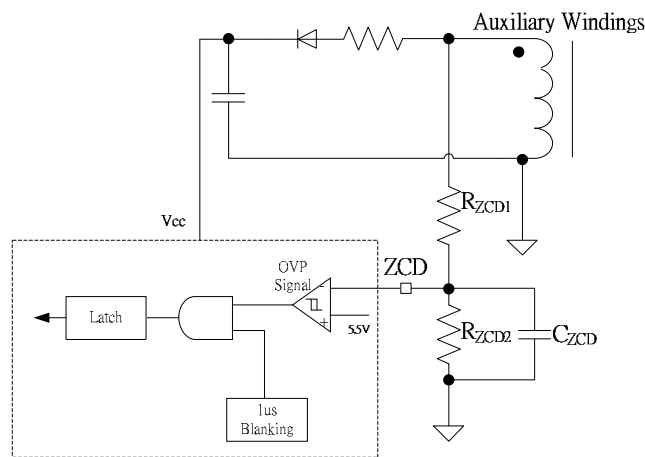 Auxiliary Windings
RZCD1
Vcc
ZCD
OVP
Signal
-
+
5.5V
Latch
RZCD2
CZCD
1us
Blanking